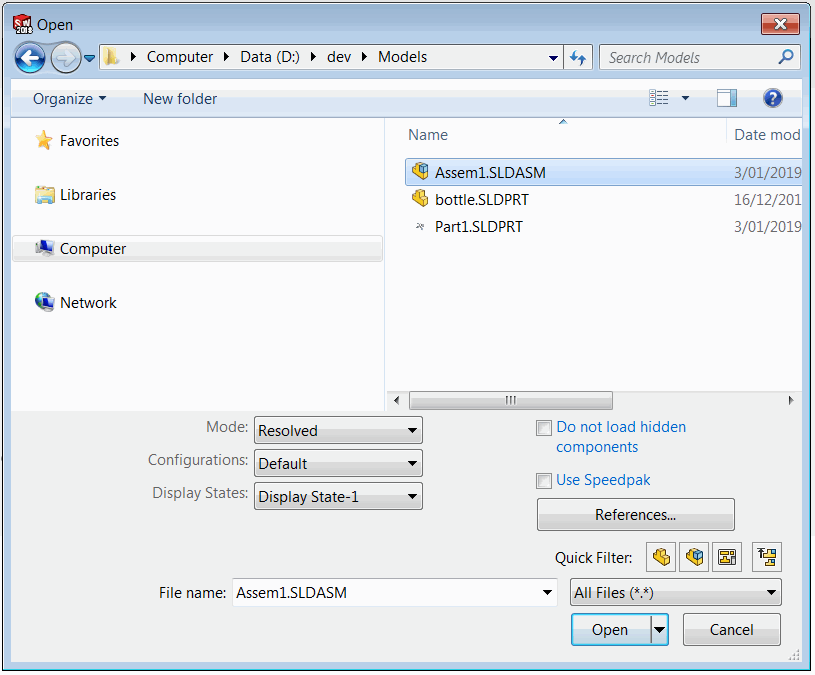 SW 2018 Open
Computer Data (D:) dev Models Search Models
Organize New folder
Name Date mod
Favorites
Libraries
Computer
Network
Assem1.SLDASM 3/01/2019
bottle.SLDPRT 16/12/201
Part1.SLDPRT 3/01/2019
Mode: Resolved
Configurations: Default
Display States: Display State-1
Do not load hidden
components
Use Speedpak
References...
Quick Filter:
File name: Assem1.SLDASM All Files (*.*)
Open Cancel